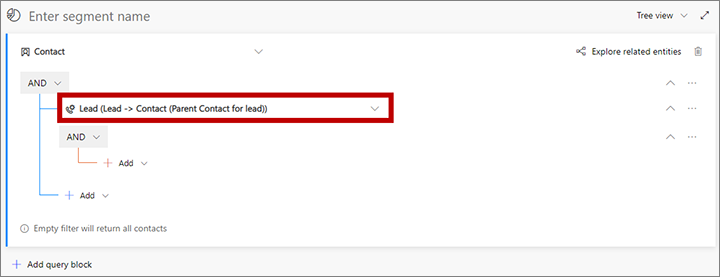 Enter segment name
Tree view
Contact
Explore related entities
AND
Lead (Lead -> Contact (Parent Contact for lead))
AND
Add
Add
Empty filter will return all contacts
Add query block